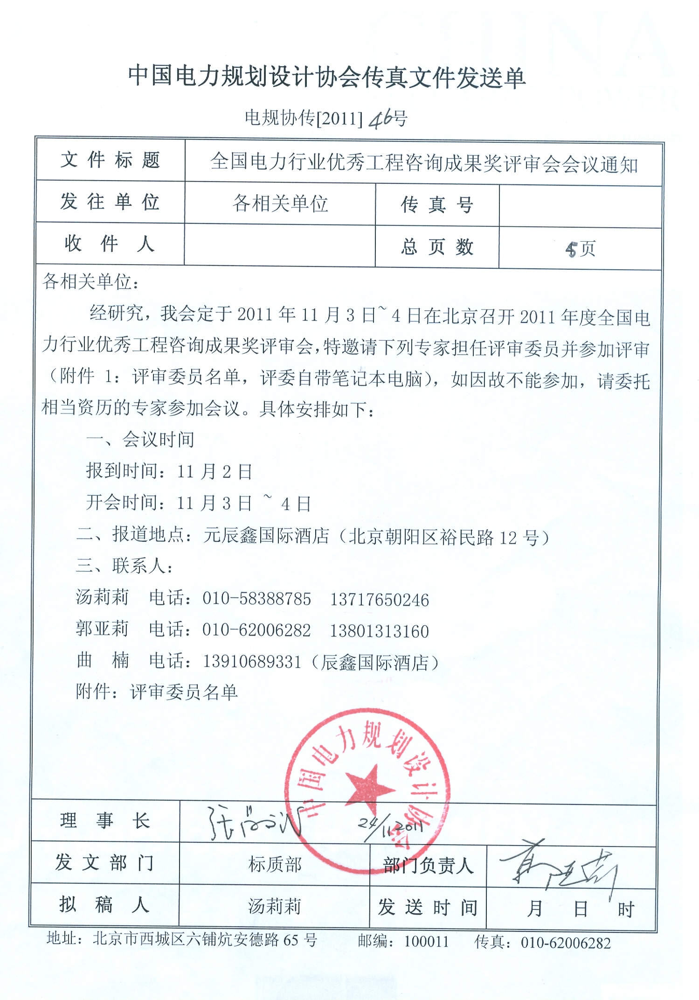 中国电力规划设计协会传真文件发送单
电规协传[2011] 46号
文件标题 全国电力行业优秀工程咨询成果奖评审会会议通知
发往单位 各相关单位 传真号
收件人 总页数 5页
各相关单位：
经研究，我会定于 2011 年 11 月 3 日~ 4 日在北京召开 2011 年度全国电
力行业优秀工程咨询成果奖评审会，特邀请下列专家担任评审委员并参加评审
（附件 1：评审委员名单，评委自带笔记本电脑），如因故不能参加，请委托
相当资历的专家参加会议。具体安排如下：
一、会议时间
报到时间：11 月 2 日
开会时间：11 月 3 日 ~ 4 日
二、报道地点：元辰鑫国际酒店（北京朝阳区裕民路 12 号）
三、联系人：
汤莉莉 电话：010-58388785 13717650246
郭亚莉 电话：010-62006282 13801313160
曲 楠 电话：13910689331（辰鑫国际酒店）
附件：评审委员名单
中国电力规划设计协会
理事长 24/11 2011
发文部门 标质部 部门负责人 郭亚莉
拟稿人 汤莉莉 发送时间 月 日 时
地址：北京市西城区六铺炕安德路 65 号 邮编：100011 传真：010-62006282